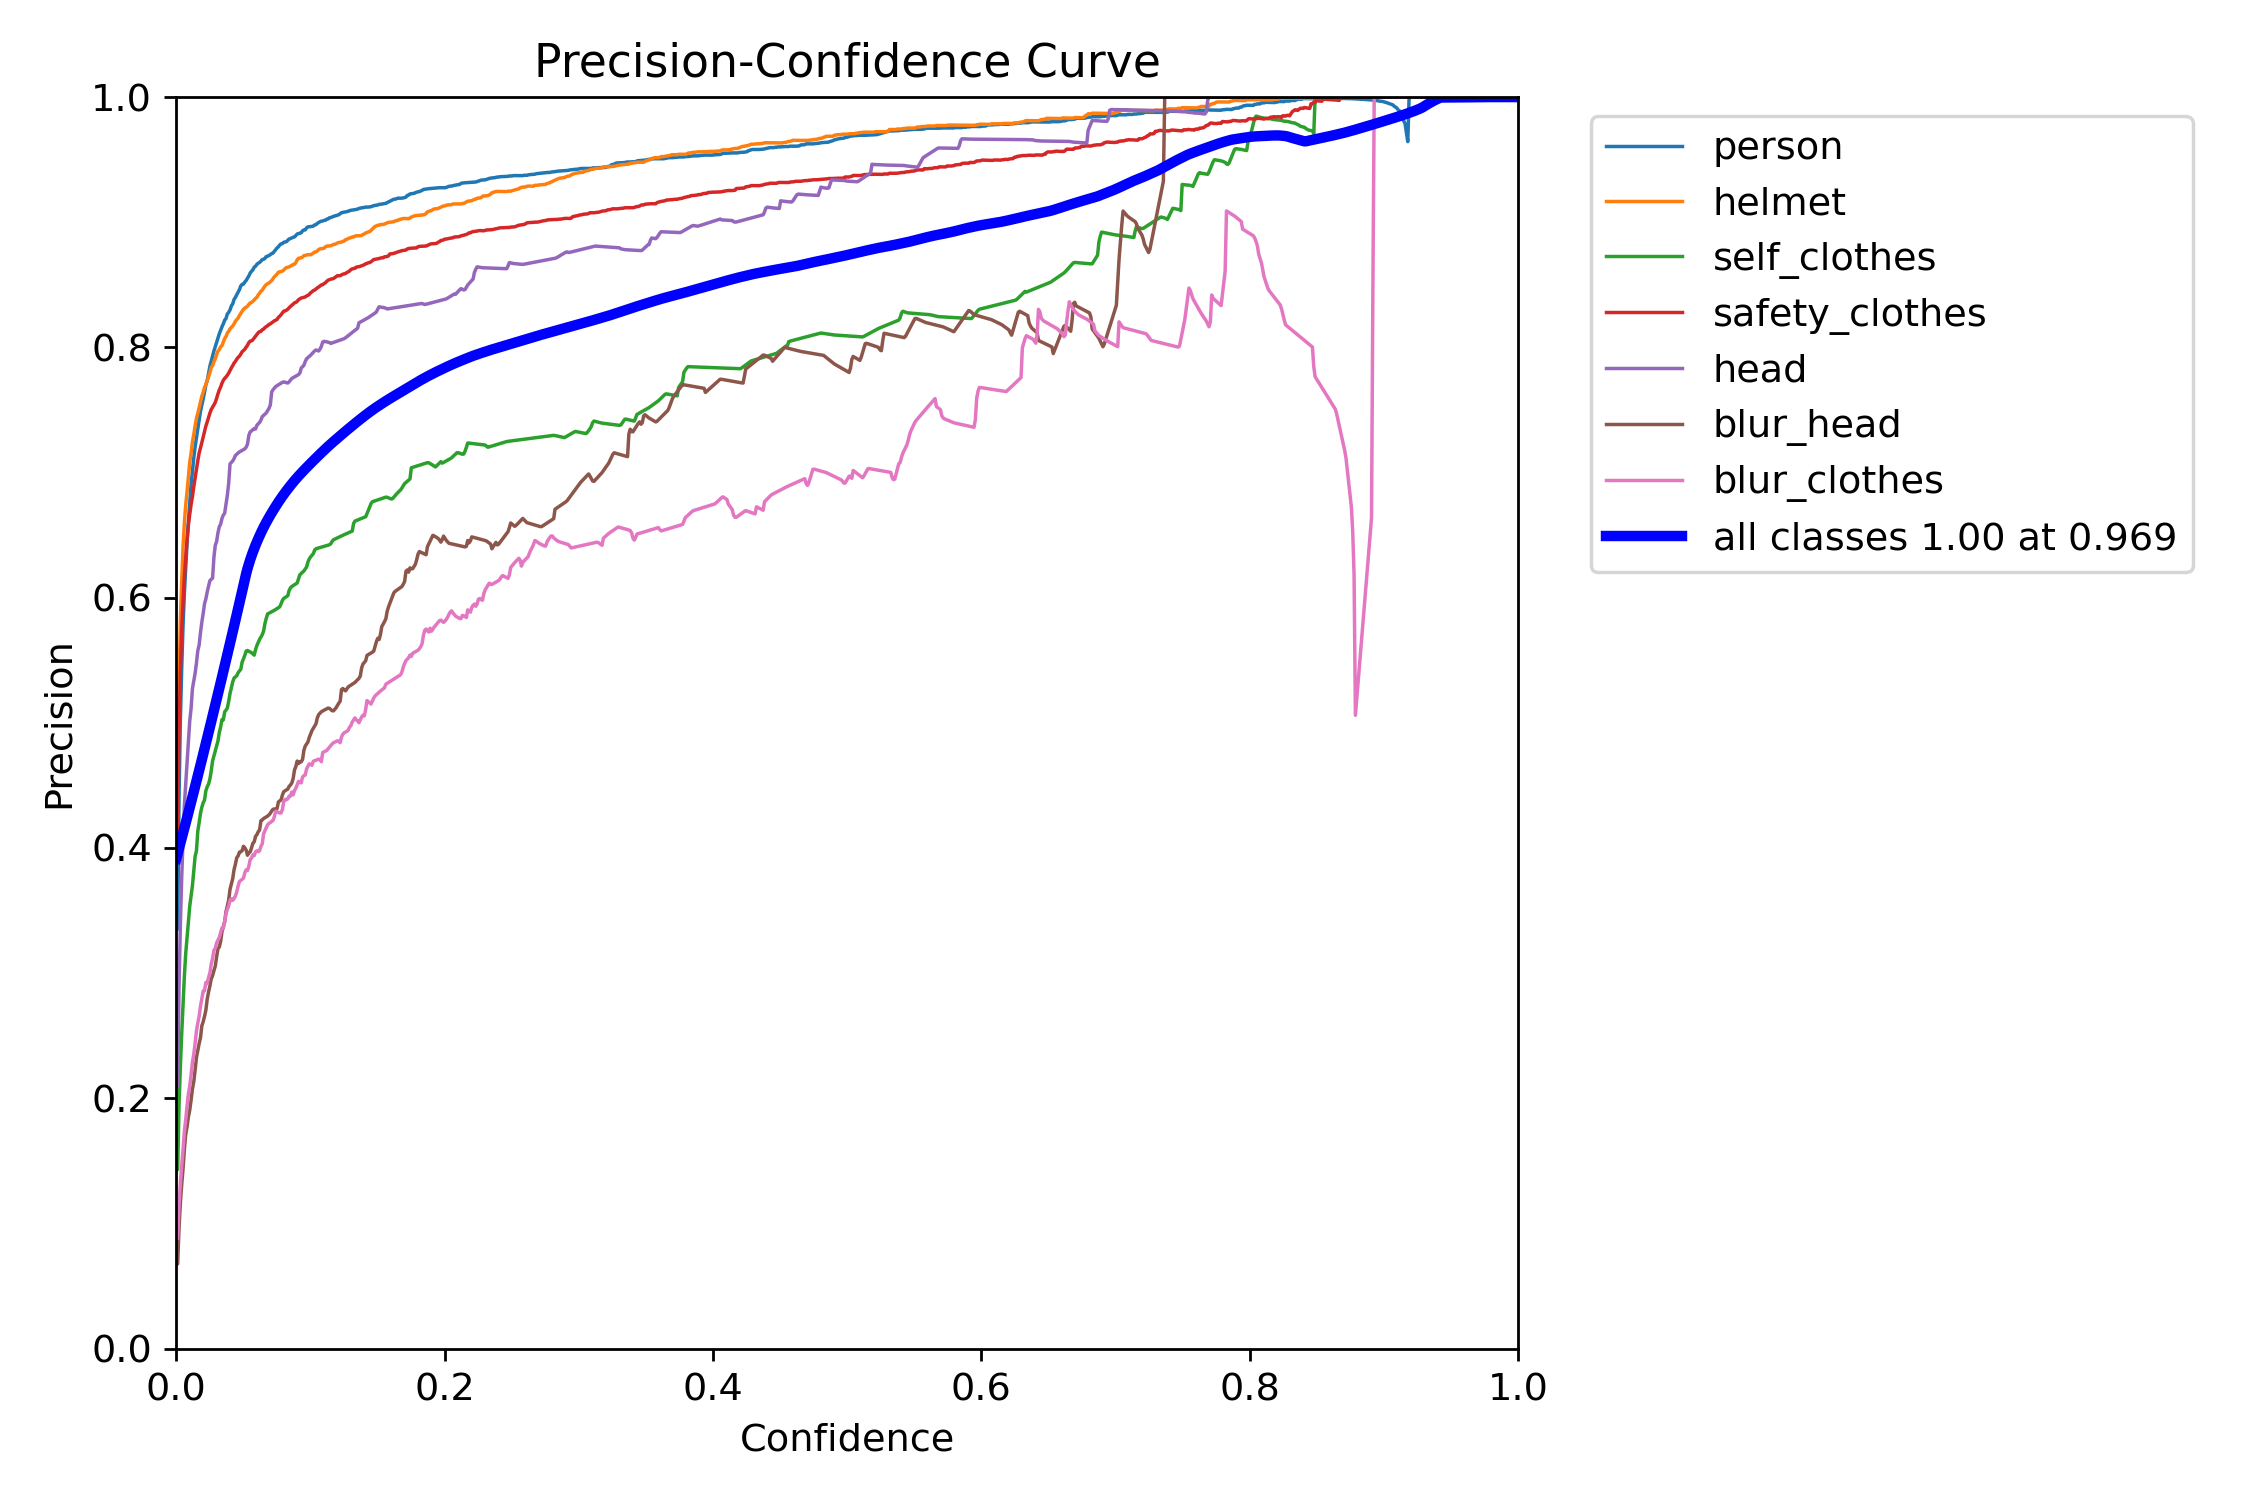 Precision-Confidence Curve
1.0
0.8
0.6
0.4
0.2
0.0
Precision
0.0 0.2 0.4 0.6 0.8 1.0
Confidence
person
helmet
self_clothes
safety_clothes
head
blur_head
blur_clothes
all classes 1.00 at 0.969